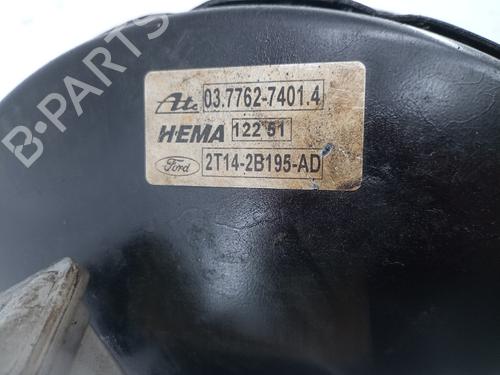 B-PARTS
Ate 03.7762-7401.4
HEMA 122 51
Ford 2T14-2B195-AD